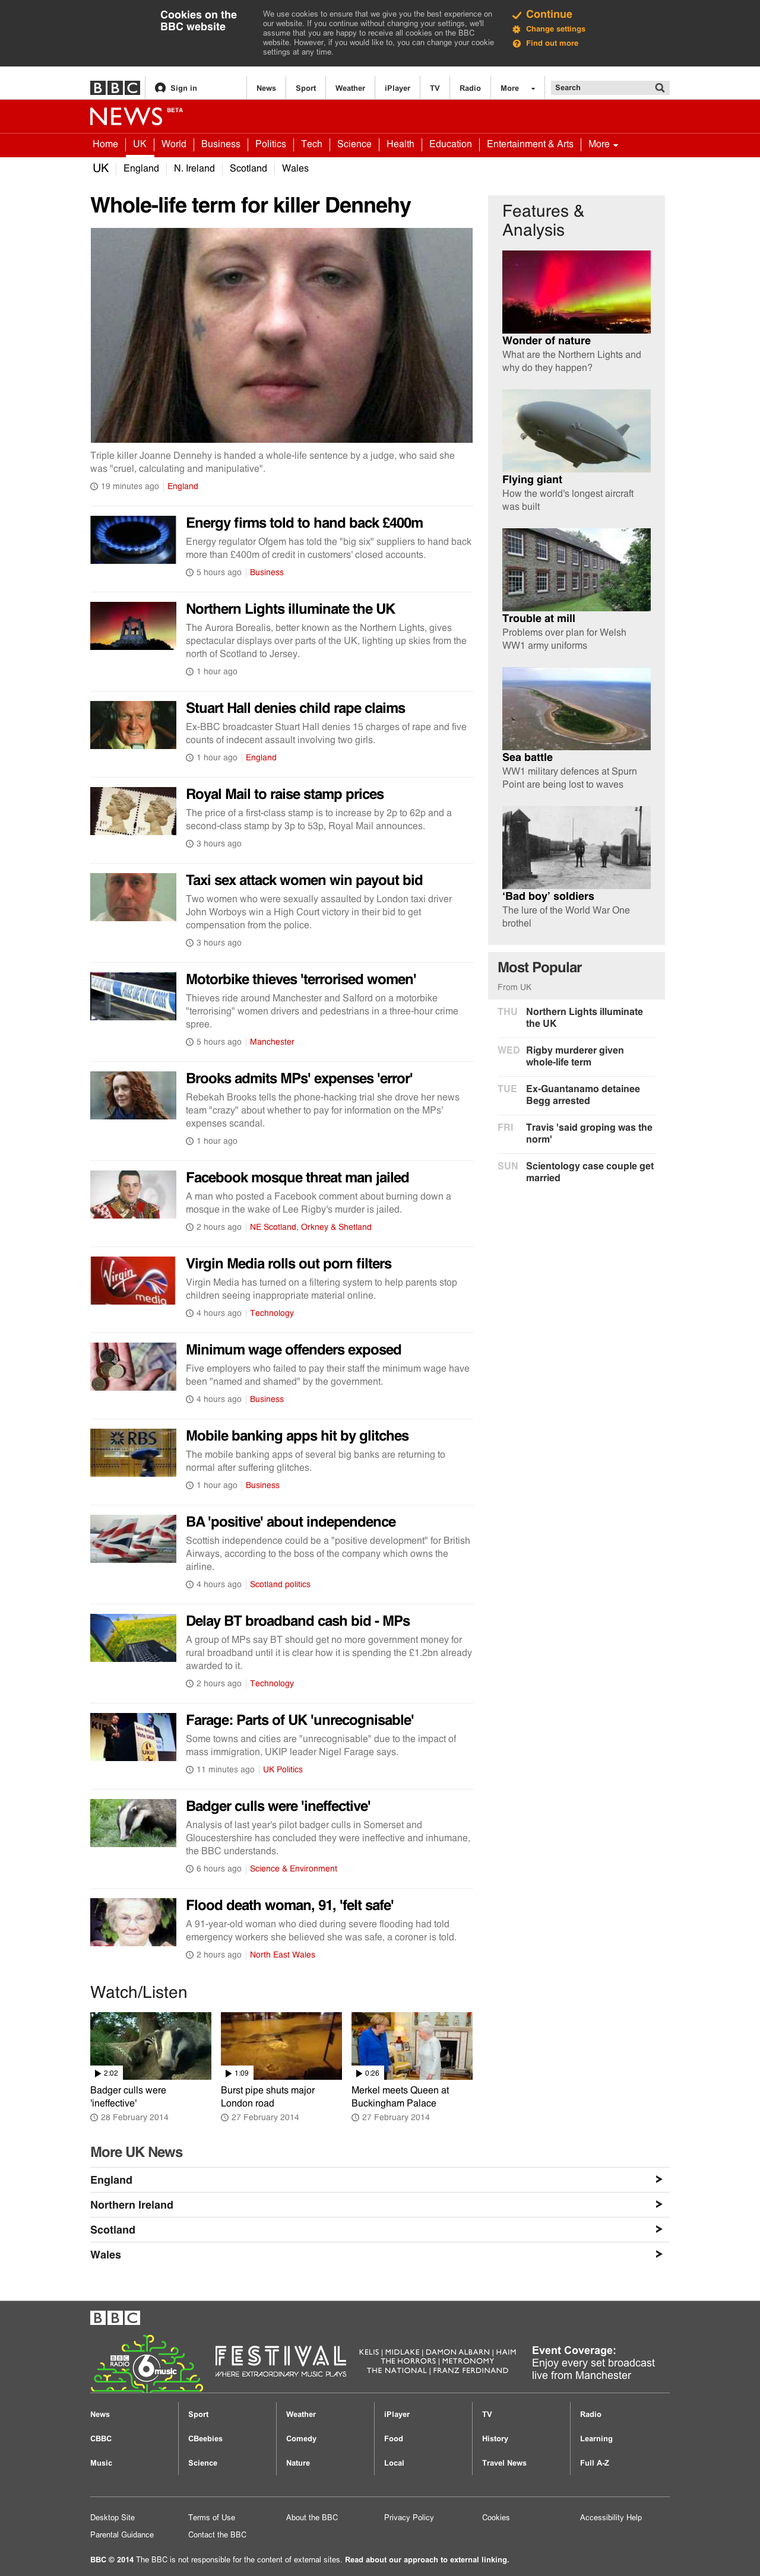 Cookies on the
BBC website
We use cookies to ensure that we give you the best experience on
our website. If you continue without changing your settings, we'll
assume that you are happy to receive all cookies on the BBC
website. However, if you would like to, you can change your cookie
settings at any time.
Continue
Change settings
Find out more
BBC Sign in News Sport Weather iPlayer TV Radio More Search
NEWS BETA
Home UK World Business Politics Tech Science Health Education Entertainment & Arts More
UK England N. Ireland Scotland Wales
Whole-life term for killer Dennehy
Triple killer Joanne Dennehy is handed a whole-life sentence by a judge, who said she
was "cruel, calculating and manipulative".
19 minutes ago England
Energy firms told to hand back £400m
Energy regulator Ofgem has told the "big six" suppliers to hand back
more than £400m of credit in customers' closed accounts.
5 hours ago Business
Northern Lights illuminate the UK
The Aurora Borealis, better known as the Northern Lights, gives
spectacular displays over parts of the UK, lighting up skies from the
north of Scotland to Jersey.
1 hour ago
Stuart Hall denies child rape claims
Ex-BBC broadcaster Stuart Hall denies 15 charges of rape and five
counts of indecent assault involving two girls.
1 hour ago England
Royal Mail to raise stamp prices
The price of a first-class stamp is to increase by 2p to 62p and a
second-class stamp by 3p to 53p, Royal Mail announces.
3 hours ago
Taxi sex attack women win payout bid
Two women who were sexually assaulted by London taxi driver
John Worboys win a High Court victory in their bid to get
compensation from the police.
3 hours ago
Motorbike thieves 'terrorised women'
Thieves ride around Manchester and Salford on a motorbike
"terrorising" women drivers and pedestrians in a three-hour crime
spree.
5 hours ago Manchester
Brooks admits MPs' expenses 'error'
Rebekah Brooks tells the phone-hacking trial she drove her news
team "crazy" about whether to pay for information on the MPs'
expenses scandal.
1 hour ago
Facebook mosque threat man jailed
A man who posted a Facebook comment about burning down a
mosque in the wake of Lee Rigby's murder is jailed.
2 hours ago NE Scotland, Orkney & Shetland
Virgin media
Virgin Media rolls out porn filters
Virgin Media has turned on a filtering system to help parents stop
children seeing inappropriate material online.
4 hours ago Technology
Minimum wage offenders exposed
Five employers who failed to pay their staff the minimum wage have
been "named and shamed" by the government.
4 hours ago Business
RBS
Mobile banking apps hit by glitches
The mobile banking apps of several big banks are returning to
normal after suffering glitches.
1 hour ago Business
BA 'positive' about independence
Scottish independence could be a "positive development" for British
Airways, according to the boss of the company which owns the
airline.
4 hours ago Scotland politics
Delay BT broadband cash bid - MPs
A group of MPs say BT should get no more government money for
rural broadband until it is clear how it is spending the £1.2bn already
awarded to it.
2 hours ago Technology
Farage: Parts of UK 'unrecognisable'
Some towns and cities are "unrecognisable" due to the impact of
mass immigration, UKIP leader Nigel Farage says.
11 minutes ago UK Politics
Badger culls were 'ineffective'
Analysis of last year's pilot badger culls in Somerset and
Gloucestershire has concluded they were ineffective and inhumane,
the BBC understands.
6 hours ago Science & Environment
Flood death woman, 91, 'felt safe'
A 91-year-old woman who died during severe flooding had told
emergency workers she believed she was safe, a coroner is told.
2 hours ago North East Wales
Features &
Analysis
Wonder of nature
What are the Northern Lights and
why do they happen?
Flying giant
How the world's longest aircraft
was built
Trouble at mill
Problems over plan for Welsh
WW1 army uniforms
Sea battle
WW1 military defences at Spurn
Point are being lost to waves
'Bad boy' soldiers
The lure of the World War One
brothel
Most Popular
From UK
THU Northern Lights illuminate
the UK
WED Rigby murderer given
whole-life term
TUE Ex-Guantanamo detainee
Begg arrested
FRI Travis 'said groping was the
norm'
SUN Scientology case couple get
married
Watch/Listen
2:02
1:09
0:26
Badger culls were
'ineffective'
28 February 2014
Burst pipe shuts major
London road
27 February 2014
Merkel meets Queen at
Buckingham Palace
27 February 2014
More UK News
England
Northern Ireland
Scotland
Wales
BBC
BBC RADIO 6 music
FESTIVAL
WHERE EXTRAORDINARY MUSIC PLAYS
KELIS | MIDLAKE | DAMON ALBARN | HAIM
THE HORRORS | METRONOMY
THE NATIONAL | FRANZ FERDINAND
Event Coverage:
Enjoy every set broadcast
live from Manchester
News Sport Weather iPlayer TV Radio
CBBC CBeebies Comedy Food History Learning
Music Science Nature Local Travel News Full A-Z
Desktop Site Terms of Use About the BBC Privacy Policy Cookies Accessibility Help
Parental Guidance Contact the BBC
BBC © 2014 The BBC is not responsible for the content of external sites. Read about our approach to external linking.